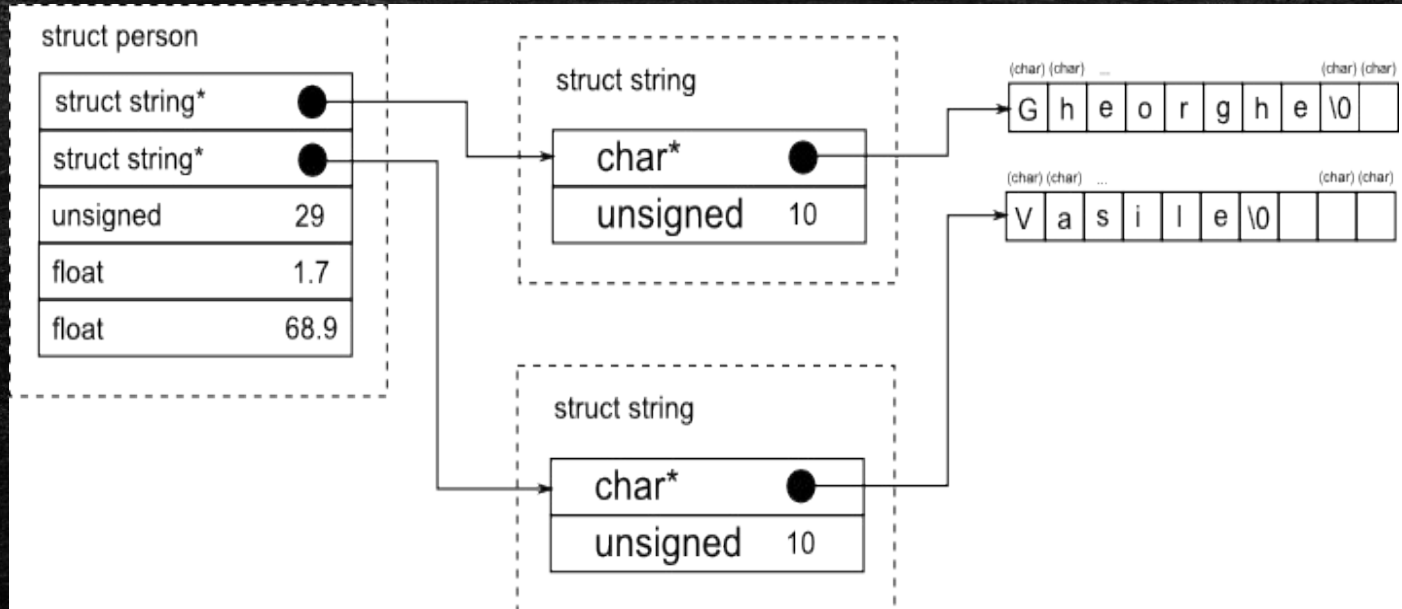 struct person
struct string*
struct string*
unsigned 29
float 1.7
float 68.9
struct string
char*
unsigned 10
struct string
char*
unsigned 10
(char) (char) ... (char) (char)
G h e o r g h e \0
(char) (char) ... (char) (char)
V a s i l e \0